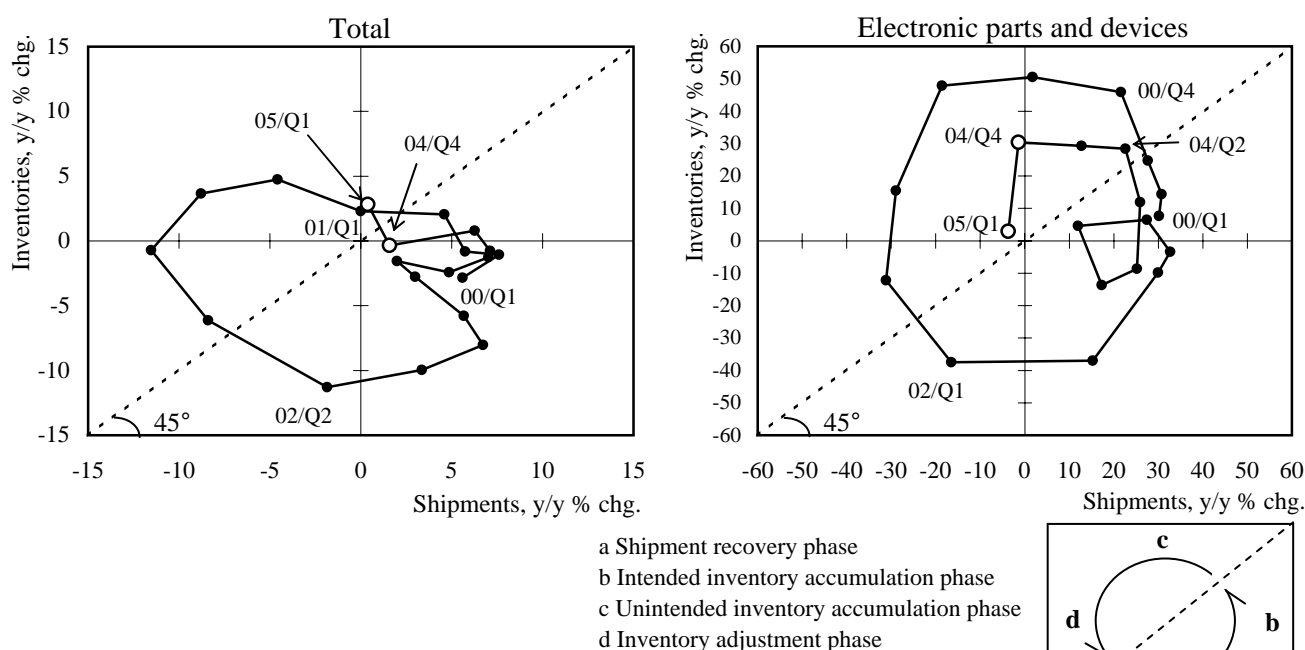 Total
Inventories, y/y % chg.
15
10
5
0
-5
-10
-15
05/Q1
04/Q4
01/Q1
00/Q1
02/Q2
45°
-15 -10 -5 0 5 10 15
Shipments, y/y % chg.
Electronic parts and devices
Inventories, y/y % chg.
60
50
40
30
20
10
0
-10
-20
-30
-40
-50
-60
00/Q4
04/Q4
04/Q2
05/Q1
00/Q1
02/Q1
45°
-60 -50 -40 -30 -20 -10 0 10 20 30 40 50 60
Shipments, y/y % chg.
a Shipment recovery phase
b Intended inventory accumulation phase
c Unintended inventory accumulation phase
d Inventory adjustment phase
c
d
b